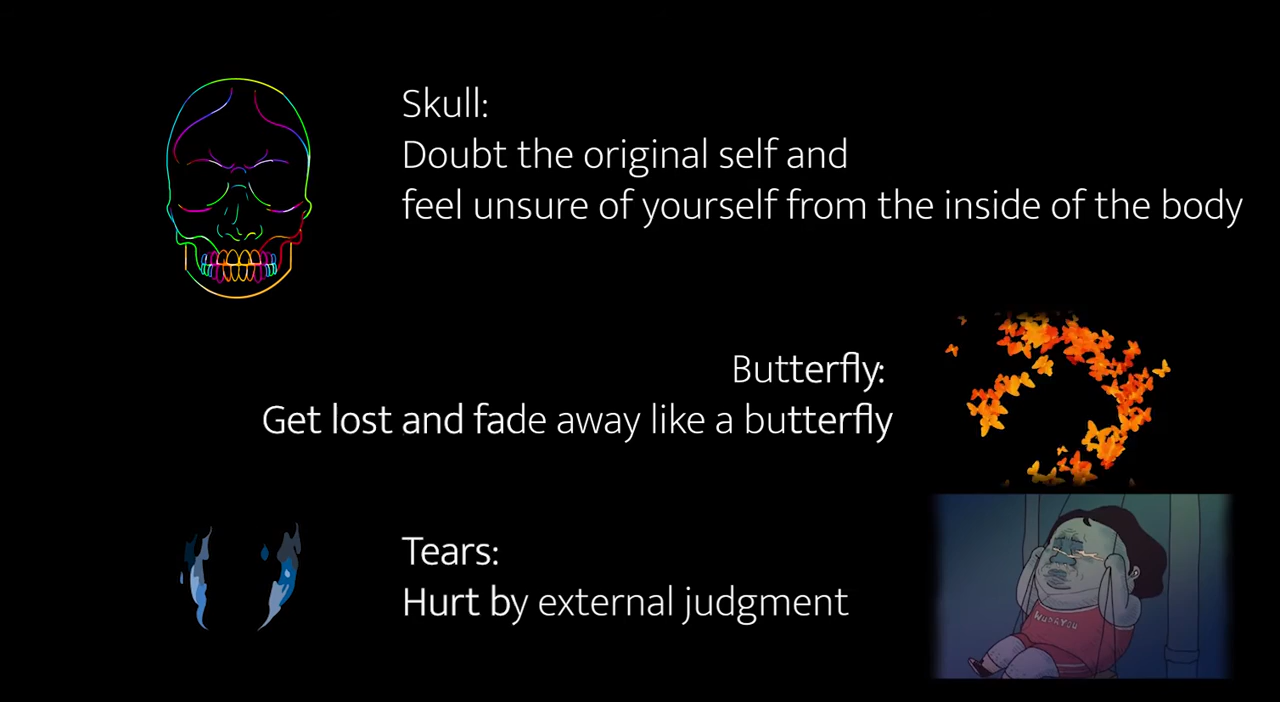 Skull:
Doubt the original self and
feel unsure of yourself from the inside of the body
Butterfly:
Get lost and fade away like a butterfly
Tears:
Hurt by external judgment
WUDAYOU